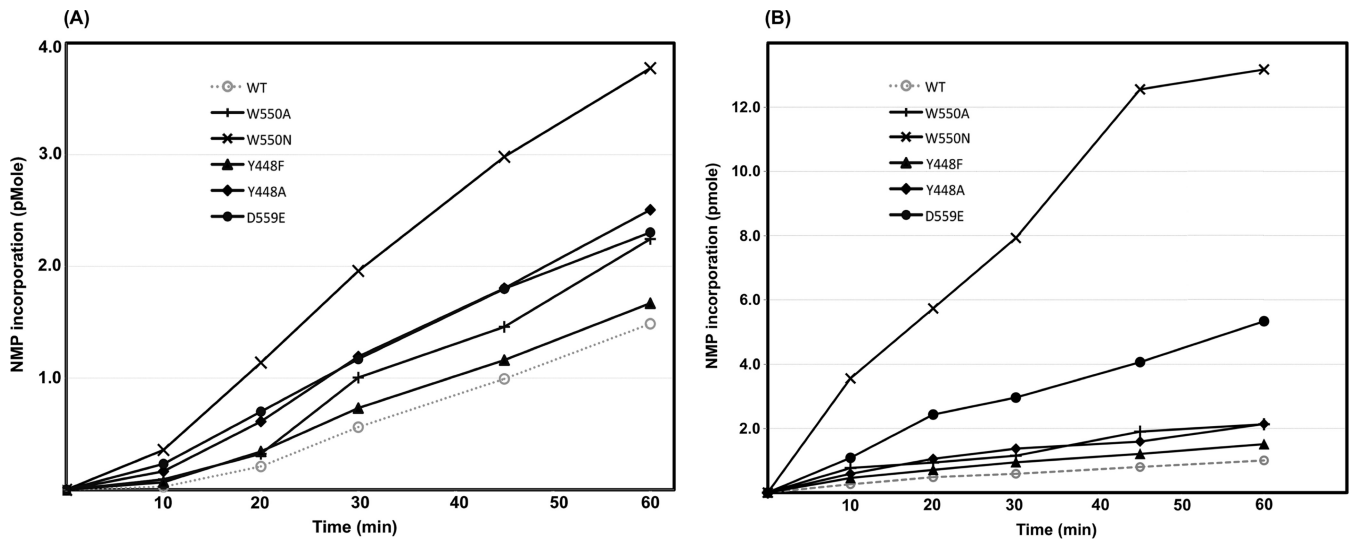 (A)
4.0
3.0
2.0
1.0
NMP incorporation (pMole)
WT
W550A
W550N
Y448F
Y448A
D559E
10 20 30 40 50 60
Time (min)
(B)
12.0
10.0
8.0
6.0
4.0
2.0
NMP incorporation (pmole)
WT
W550A
W550N
Y448F
Y448A
D559E
10 20 30 40 50 60
Time (min)